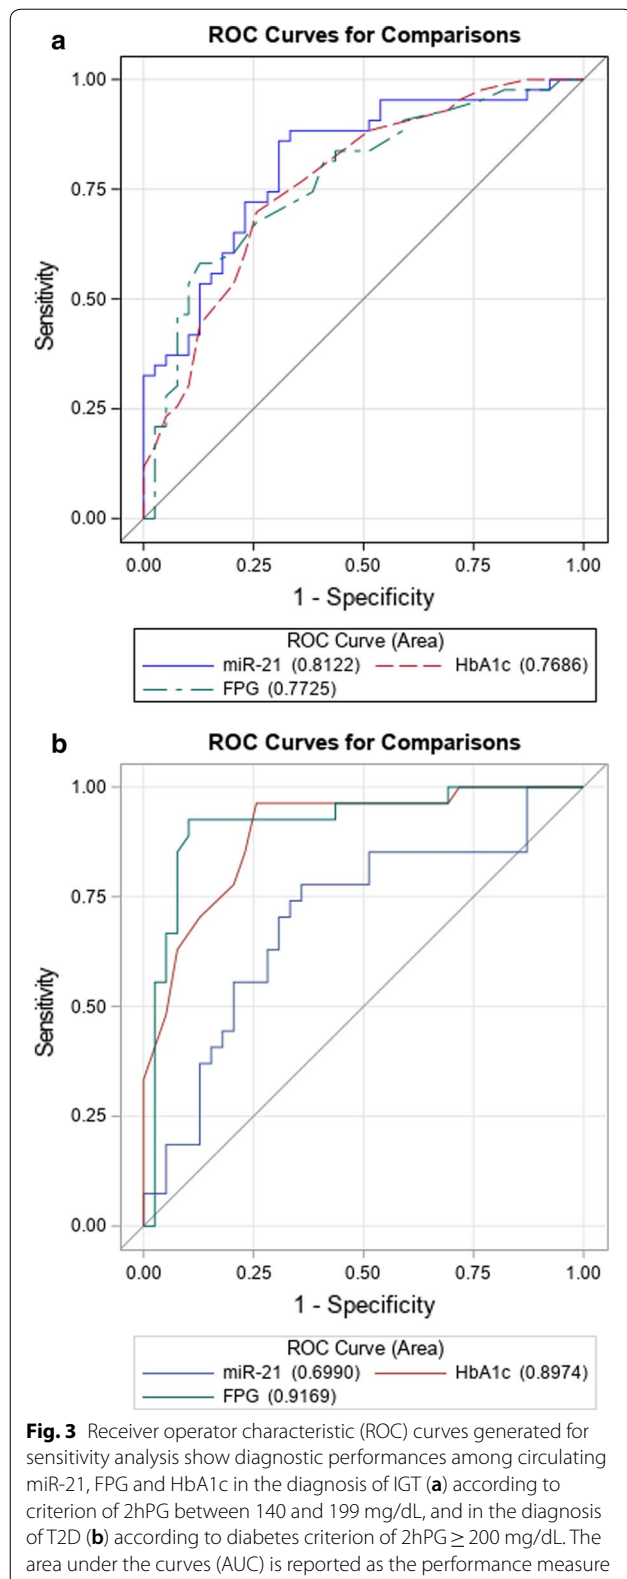 a
ROC Curves for Comparisons
1.00
0.75
0.50
0.25
0.00
Sensitivity
0.00 0.25 0.50 0.75 1.00
1 - Specificity
ROC Curve (Area)
miR-21 (0.8122) HbA1c (0.7686)
FPG (0.7725)
b
ROC Curves for Comparisons
1.00
0.75
0.50
0.25
0.00
Sensitivity
0.00 0.25 0.50 0.75 1.00
1 - Specificity
ROC Curve (Area)
miR-21 (0.6990) HbA1c (0.8974)
FPG (0.9169)
Fig. 3 Receiver operator characteristic (ROC) curves generated for
sensitivity analysis show diagnostic performances among circulating
miR-21, FPG and HbA1c in the diagnosis of IGT (a) according to
criterion of 2hPG between 140 and 199 mg/dL, and in the diagnosis
of T2D (b) according to diabetes criterion of 2hPG ≥ 200 mg/dL. The
area under the curves (AUC) is reported as the performance measure